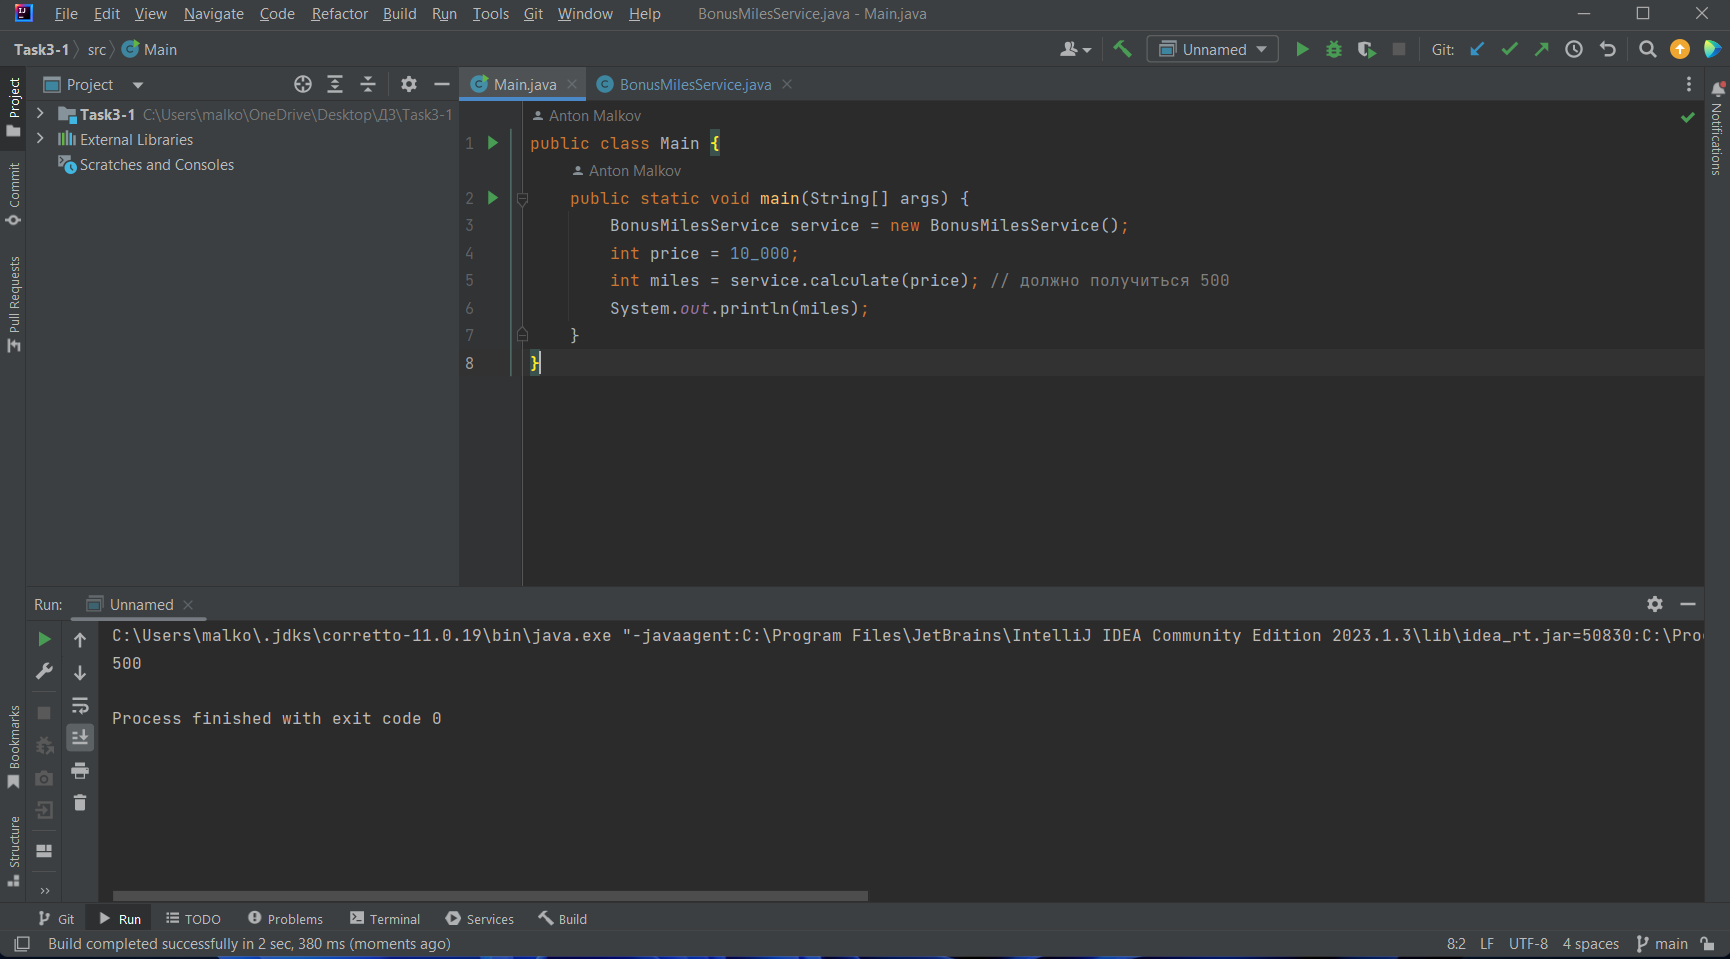 File Edit View Navigate Code Refactor Build Run Tools Git Window Help BonusMilesService.java - Main.java
Task3-1 src Main Unnamed Git:
Project
Main.java BonusMilesService.java
Task3-1 C:\Users\malko\OneDrive\Desktop\ДЗ\Task3-1
External Libraries
Scratches and Consoles
Project
Commit
Pull Requests
Bookmarks
Structure
Notifications
Anton Malkov
1 public class Main {
Anton Malkov
2 public static void main(String[] args) {
3 BonusMilesService service = new BonusMilesService();
4 int price = 10_000;
5 int miles = service.calculate(price); // должно получиться 500
6 System.out.println(miles);
7 }
8 }
Run: Unnamed
C:\Users\malko\.jdks\corretto-11.0.19\bin\java.exe "-javaagent:C:\Program Files\JetBrains\IntelliJ IDEA Community Edition 2023.1.3\lib\idea_rt.jar=50830:C:\Pro
500
Process finished with exit code 0
Git Run TODO Problems Terminal Services Build
Build completed successfully in 2 sec, 380 ms (moments ago) 8:2 LF UTF-8 4 spaces main